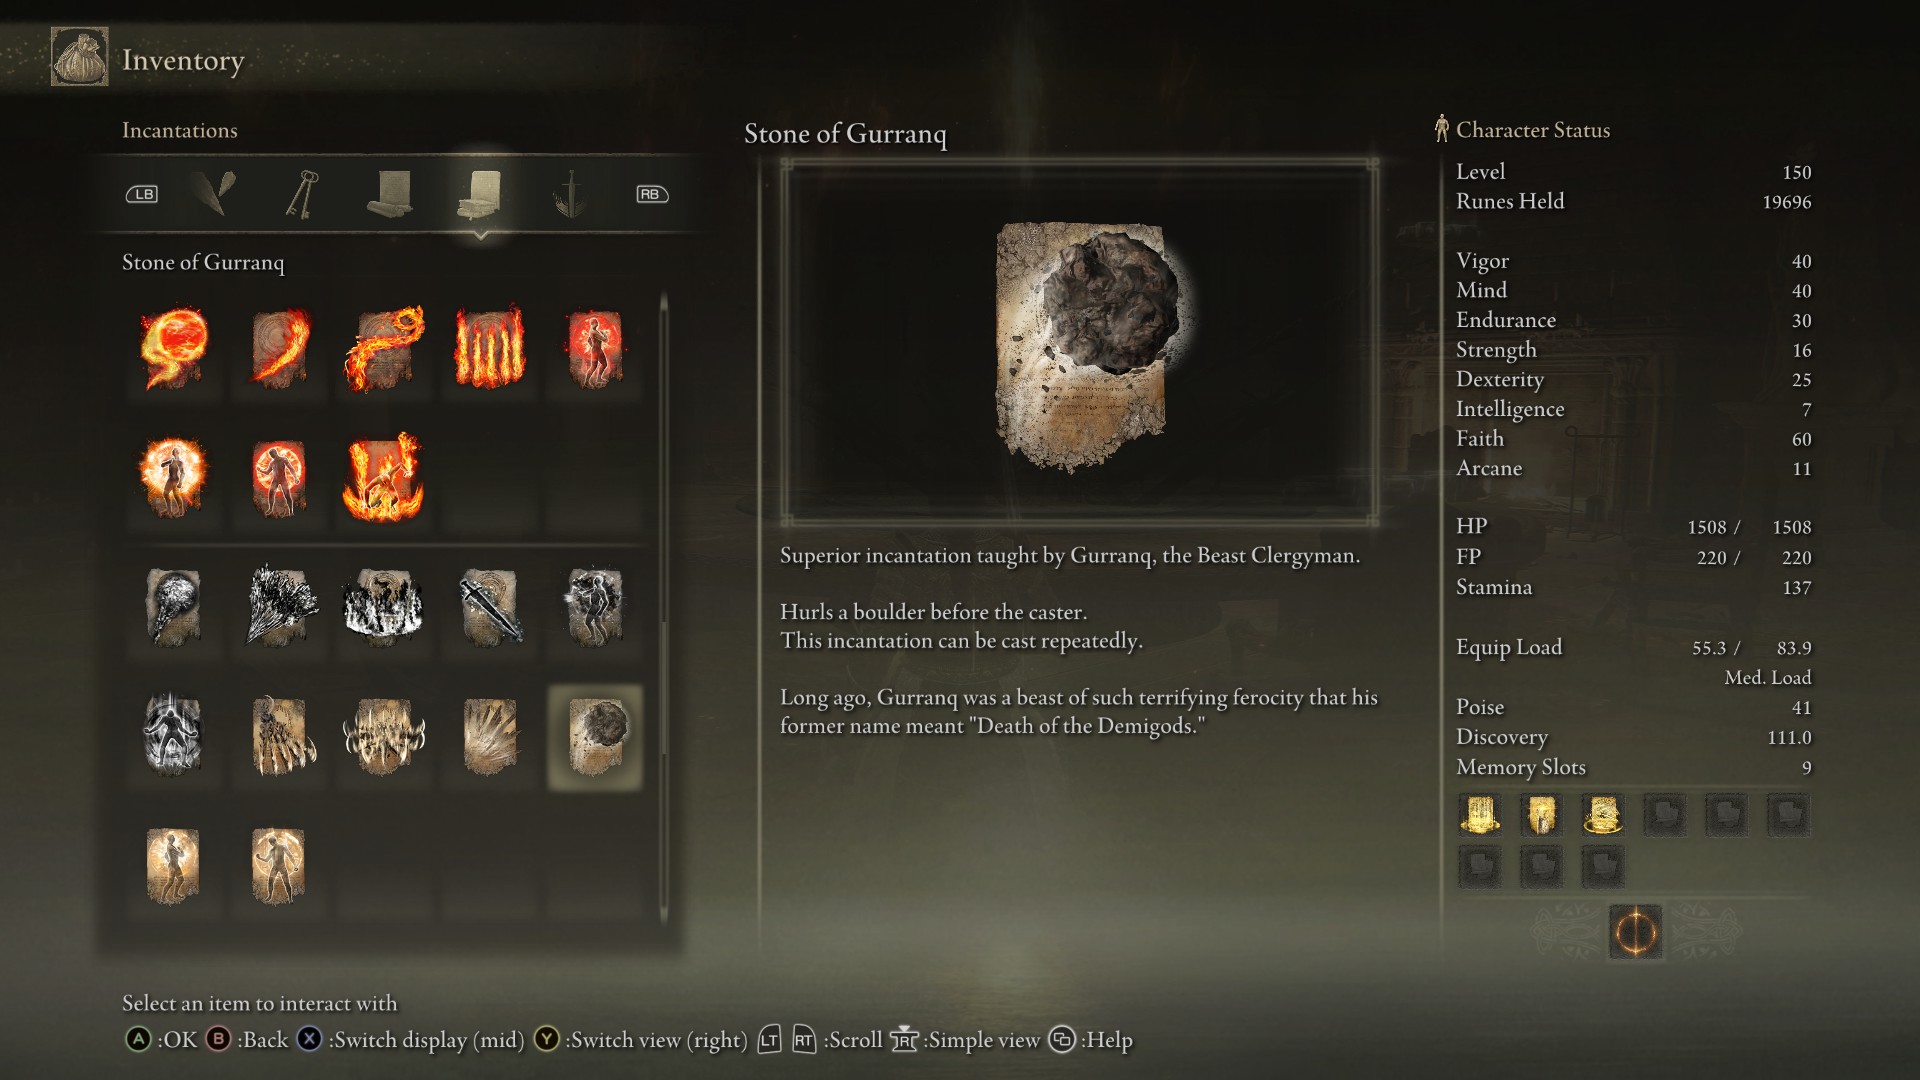 Inventory
Incantations
LB
RB
Stone of Gurranq
Stone of Gurranq
Superior incantation taught by Gurranq, the Beast Clergyman.
Hurls a boulder before the caster.
This incantation can be cast repeatedly.
Long ago, Gurranq was a beast of such terrifying ferocity that his
former name meant "Death of the Demigods."
Character Status
Level 150
Runes Held 19696
Vigor 40
Mind 40
Endurance 30
Strength 16
Dexterity 25
Intelligence 7
Faith 60
Arcane 11
HP 1508 / 1508
FP 220 / 220
Stamina 137
Equip Load 55.3 / 83.9
Med. Load
Poise 41
Discovery 111.0
Memory Slots 9
Select an item to interact with
A :OK B :Back X :Switch display (mid) Y :Switch view (right) LT RT :Scroll R :Simple view :Help